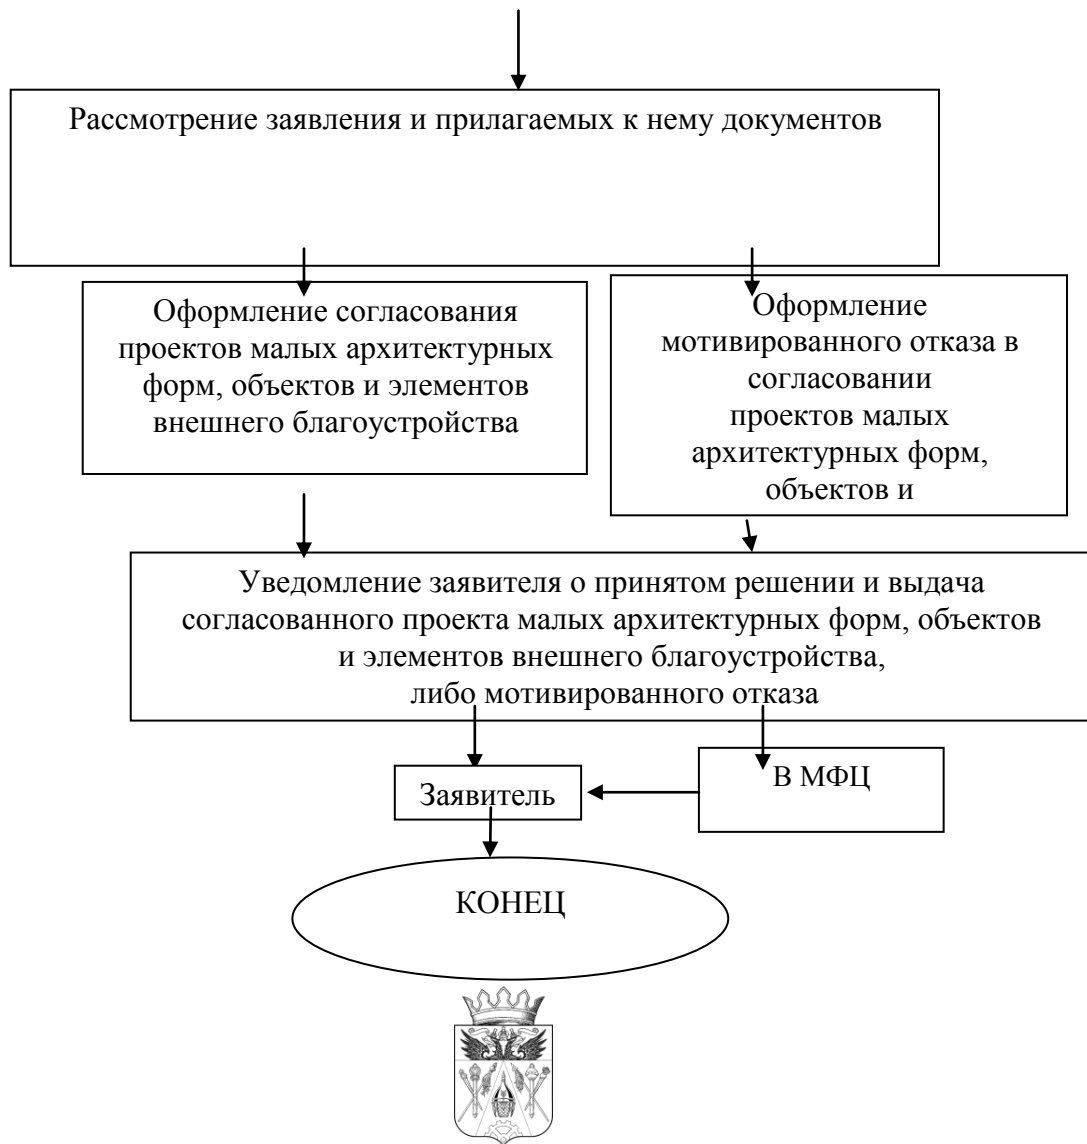 Рассмотрение заявления и прилагаемых к нему документов
Оформление согласования
проектов малых архитектурных
форм, объектов и элементов
внешнего благоустройства
Оформление
мотивированного отказа в
согласовании
проектов малых
архитектурных форм,
объектов и
Уведомление заявителя о принятом решении и выдача
согласованного проекта малых архитектурных форм, объектов
и элементов внешнего благоустройства,
либо мотивированного отказа
Заявитель
В МФЦ
КОНЕЦ